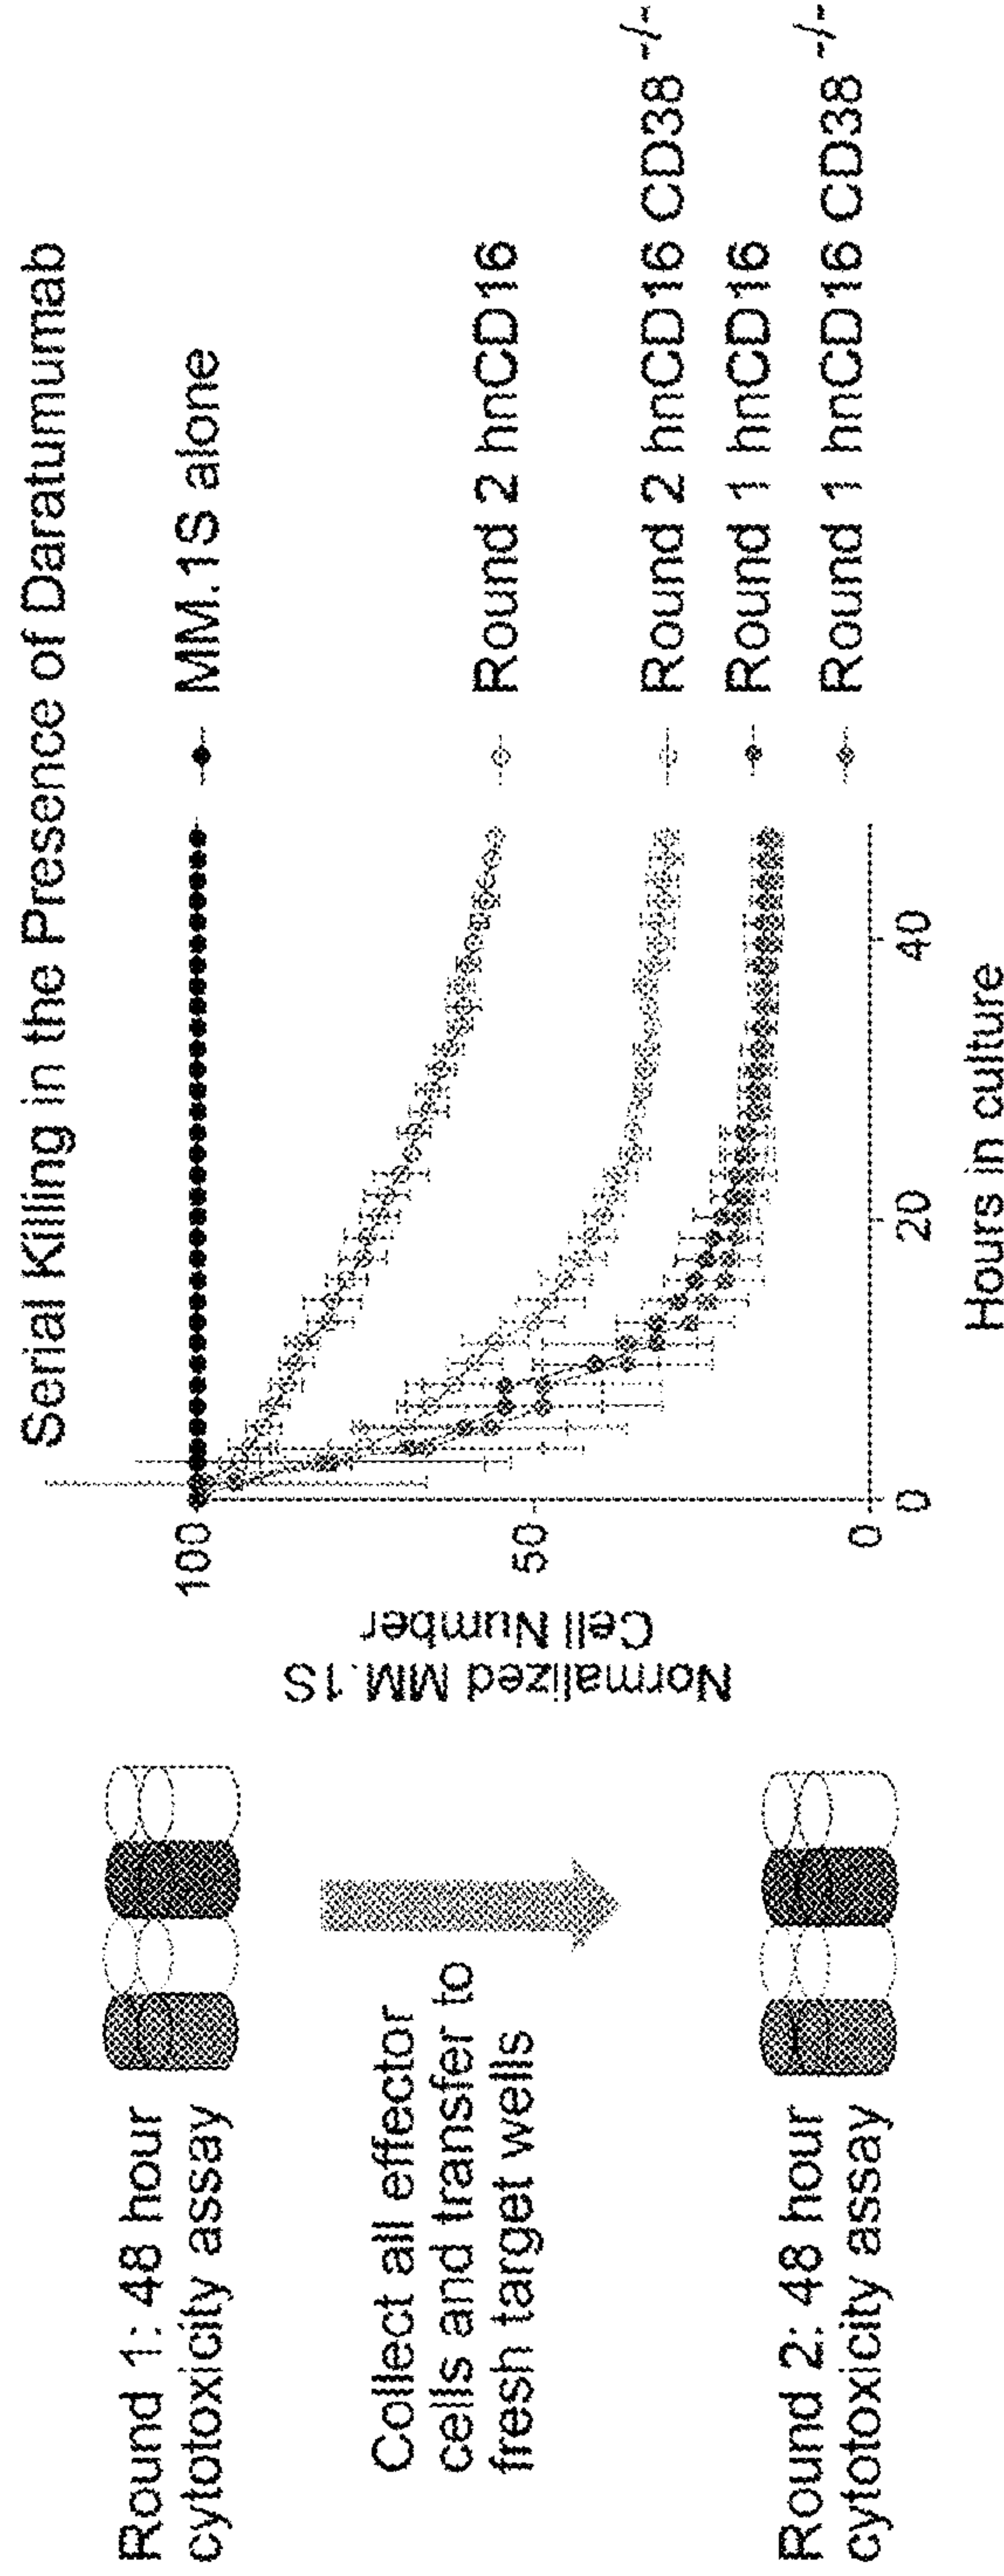 Round 1: 48 hour
cytotoxicity assay
Collect all effector
cells and transfer to
fresh target wells
Round 2: 48 hour
cytotoxicity assay
Serial Killing in the Presence of Daratumumab
Normalized MM.1S
Cell Number
100
50
0
0
20
40
Hours in culture
MM.1S alone
Round 2 hnCD16
Round 2 hnCD16 CD38 -/-
Round 1 hnCD16
Round 1 hnCD16 CD38 -/-